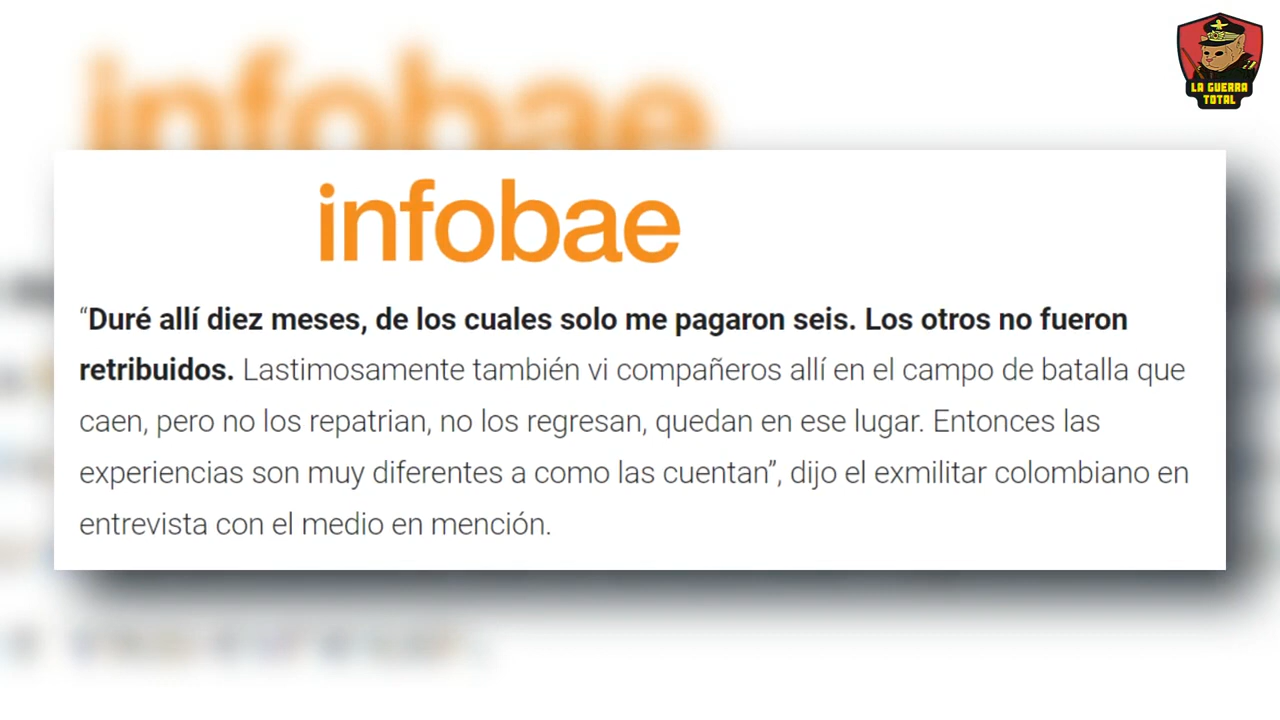 LA GUERRA
TOTAL
infobae
infobae
“Duré allí diez meses, de los cuales solo me pagaron seis. Los otros no fueron
retribuidos. Lastimosamente también vi compañeros allí en el campo de batalla que
caen, pero no los repatrian, no los regresan, quedan en ese lugar. Entonces las
experiencias son muy diferentes a como las cuentan”, dijo el exmilitar colombiano en
entrevista con el medio en mención.